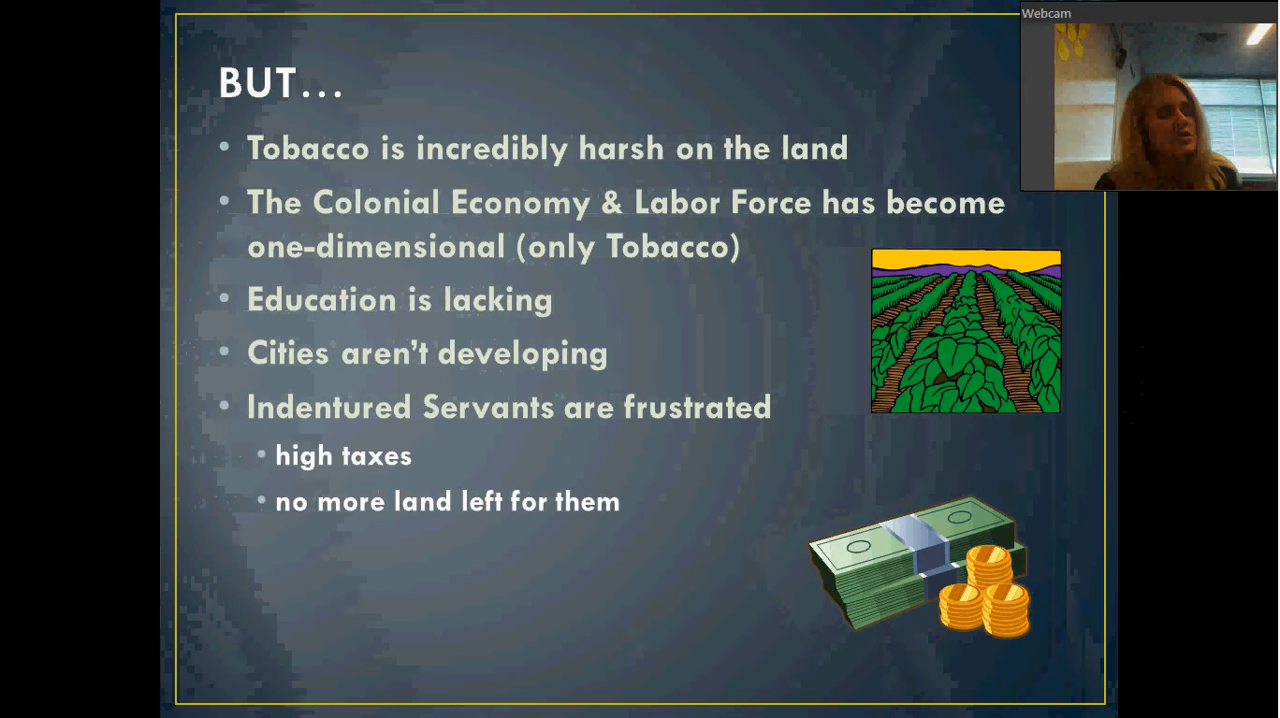 Webcam
BUT...
• Tobacco is incredibly harsh on the land
• The Colonial Economy & Labor Force has become
one-dimensional (only Tobacco)
• Education is lacking
• Cities aren't developing
• Indentured Servants are frustrated
• high taxes
• no more land left for them